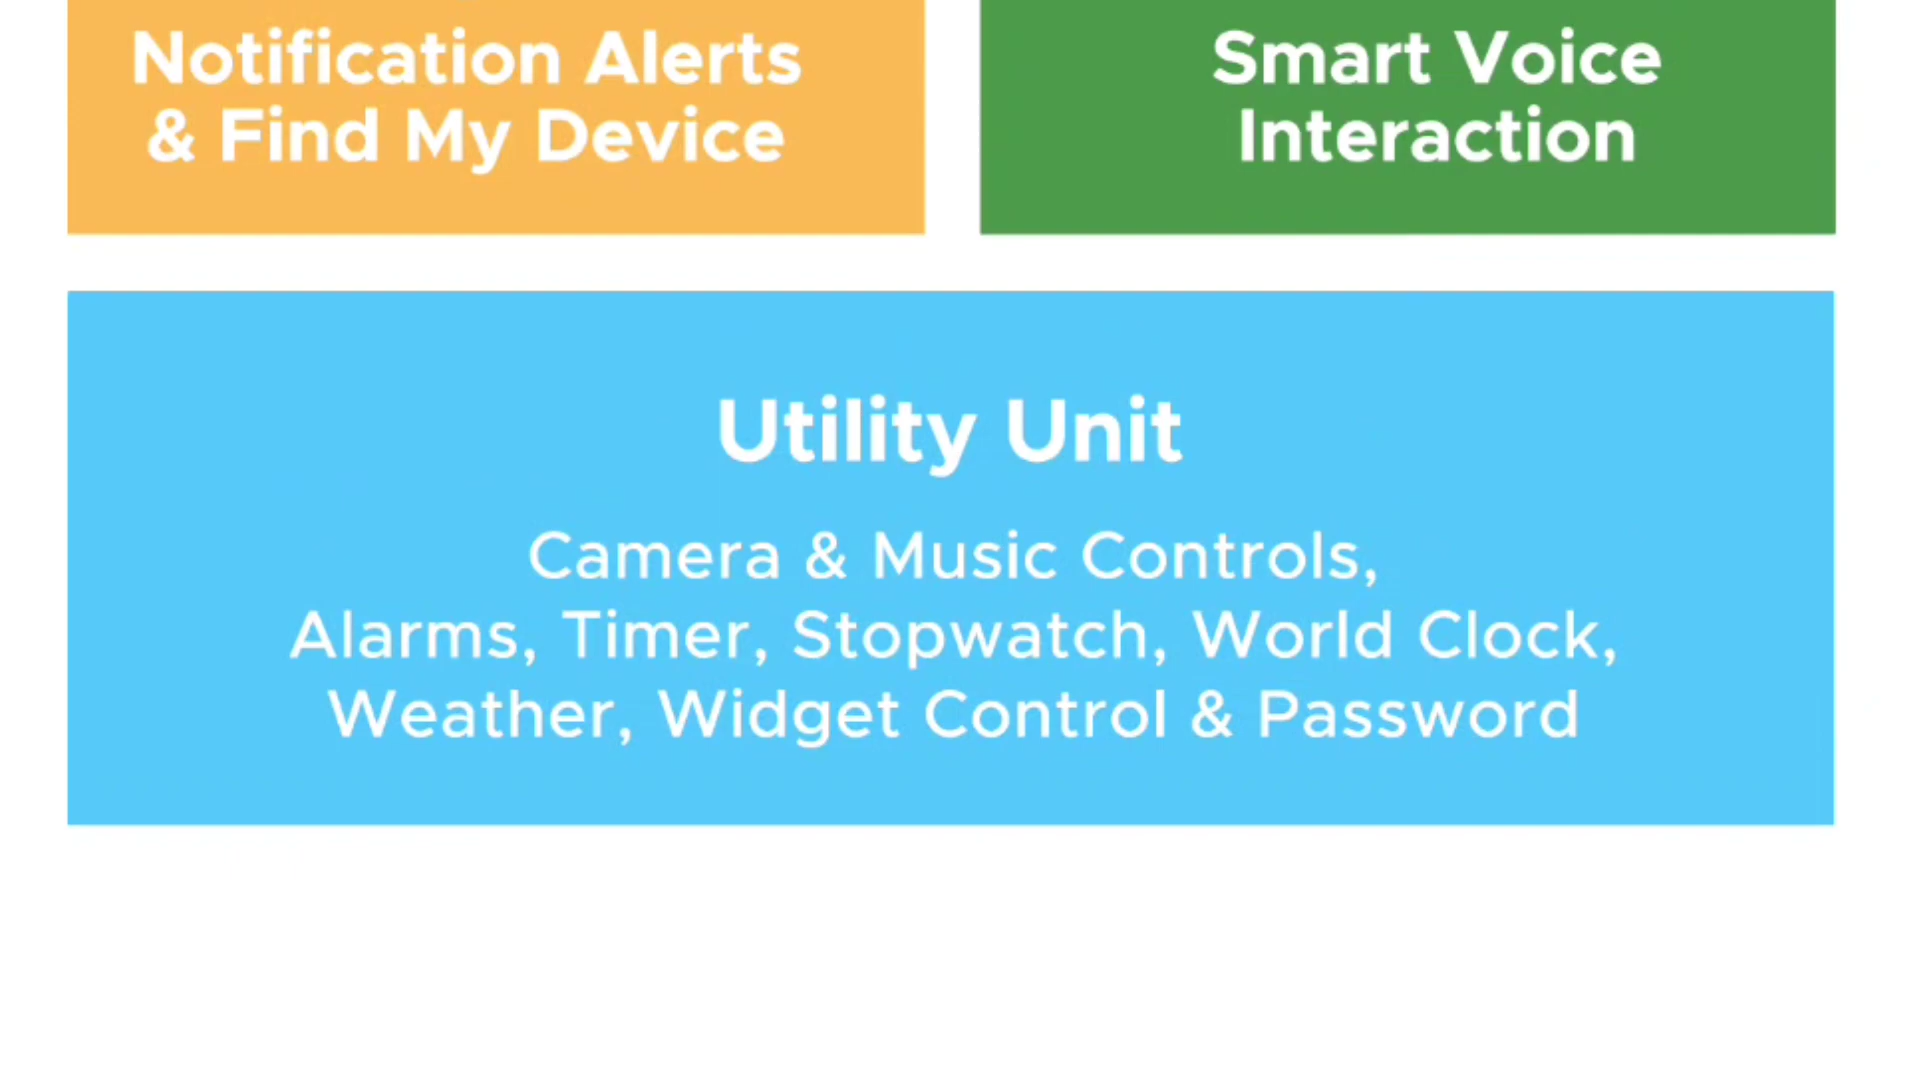 Notification Alerts
& Find My Device
Smart Voice
Interaction
Utility Unit
Camera & Music Controls,
Alarms, Timer, Stopwatch, World Clock,
Weather, Widget Control & Password